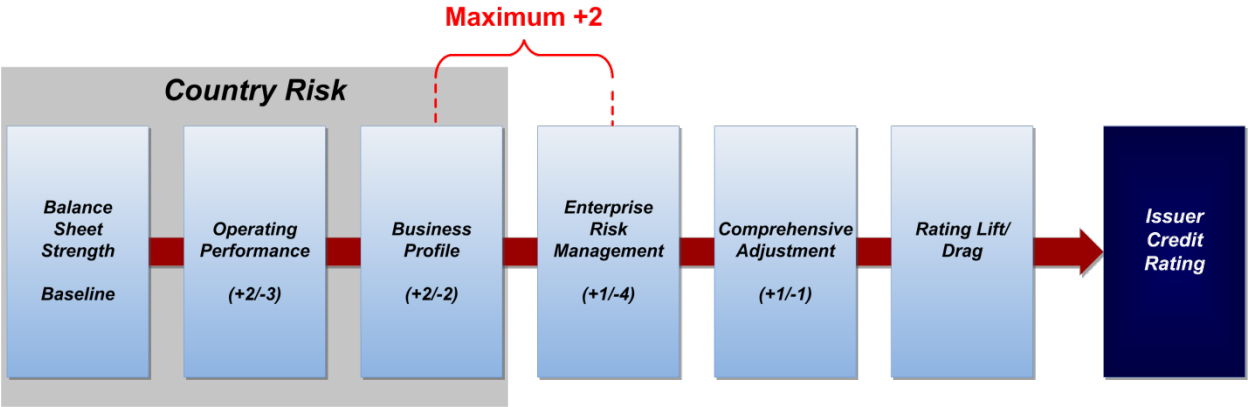 Maximum +2
Country Risk
Balance
Sheet
Strength
Baseline
Operating
Performance
(+2/-3)
Business
Profile
(+2/-2)
Enterprise
Risk
Management
(+1/-4)
Comprehensive
Adjustment
(+1/-1)
Rating Lift/
Drag
Issuer
Credit
Rating